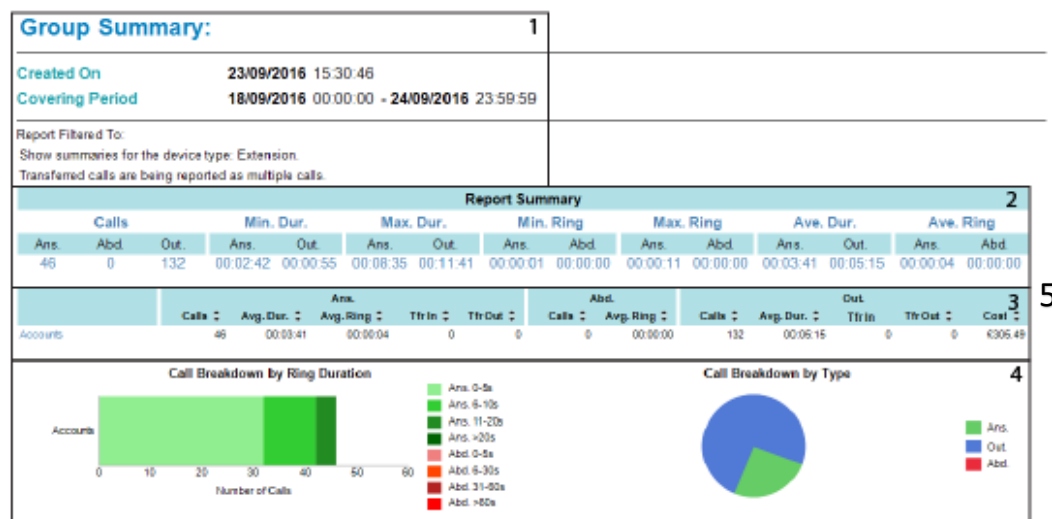 Group Summary: 1
Created On 23/09/2016 15:30:46
Covering Period 18/09/2016 00:00:00 - 24/09/2016 23:59:59
Report Filtered To:
Show summaries for the device type: Extension.
Transferred calls are being reported as multiple calls.
Report Summary 2
Calls Min. Dur. Max. Dur. Min. Ring Max. Ring Ave. Dur. Ave. Ring
Ans. Abd. Out. Ans. Out. Ans. Out. Ans. Abd. Ans. Abd. Ans. Out. Ans. Abd.
46 0 132 00:02:42 00:00:55 00:08:35 00:11:41 00:00:01 00:00:00 00:00:11 00:00:00 00:03:41 00:05:15 00:00:04 00:00:00
5
Ans. Abd. Out. 3
Calls Avg. Dur. Avg. Ring Tfr In Tfr Out Calls Avg. Ring Calls Avg. Dur. Tfr In Tfr Out Cost
Accounts 46 00:03:41 00:00:04 0 0 0 00:00:00 132 00:05:15 0 0 €305.49
Call Breakdown by Ring Duration Call Breakdown by Type 4
Ans. 0-5s
Ans. 6-10s
Ans. 11-20s
Ans. >20s
Abd. 0-5s
Abd. 6-30s
Abd. 31-60s
Abd. >60s
Accounts
0 10 20 30 40 50 60
Number of Calls
Ans.
Out.
Abd.